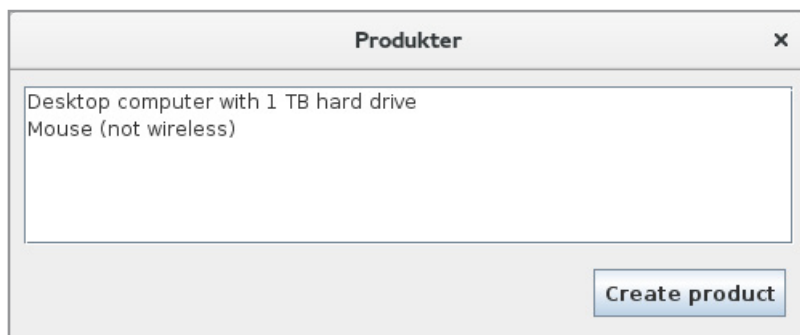 Produkter
Desktop computer with 1 TB hard drive
Mouse (not wireless)
Create product